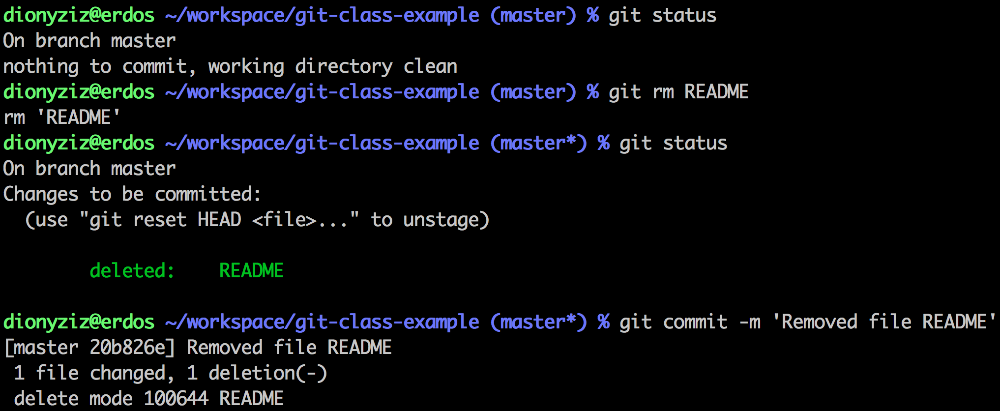 dionyziz@erdos ~/workspace/git-class-example (master) % git status
On branch master
nothing to commit, working directory clean
dionyziz@erdos ~/workspace/git-class-example (master) % git rm README
rm 'README'
dionyziz@erdos ~/workspace/git-class-example (master*) % git status
On branch master
Changes to be committed:
  (use "git reset HEAD <file>..." to unstage)

        deleted:    README

dionyziz@erdos ~/workspace/git-class-example (master*) % git commit -m 'Removed file README'
[master 20b826e] Removed file README
 1 file changed, 1 deletion(-)
 delete mode 100644 README